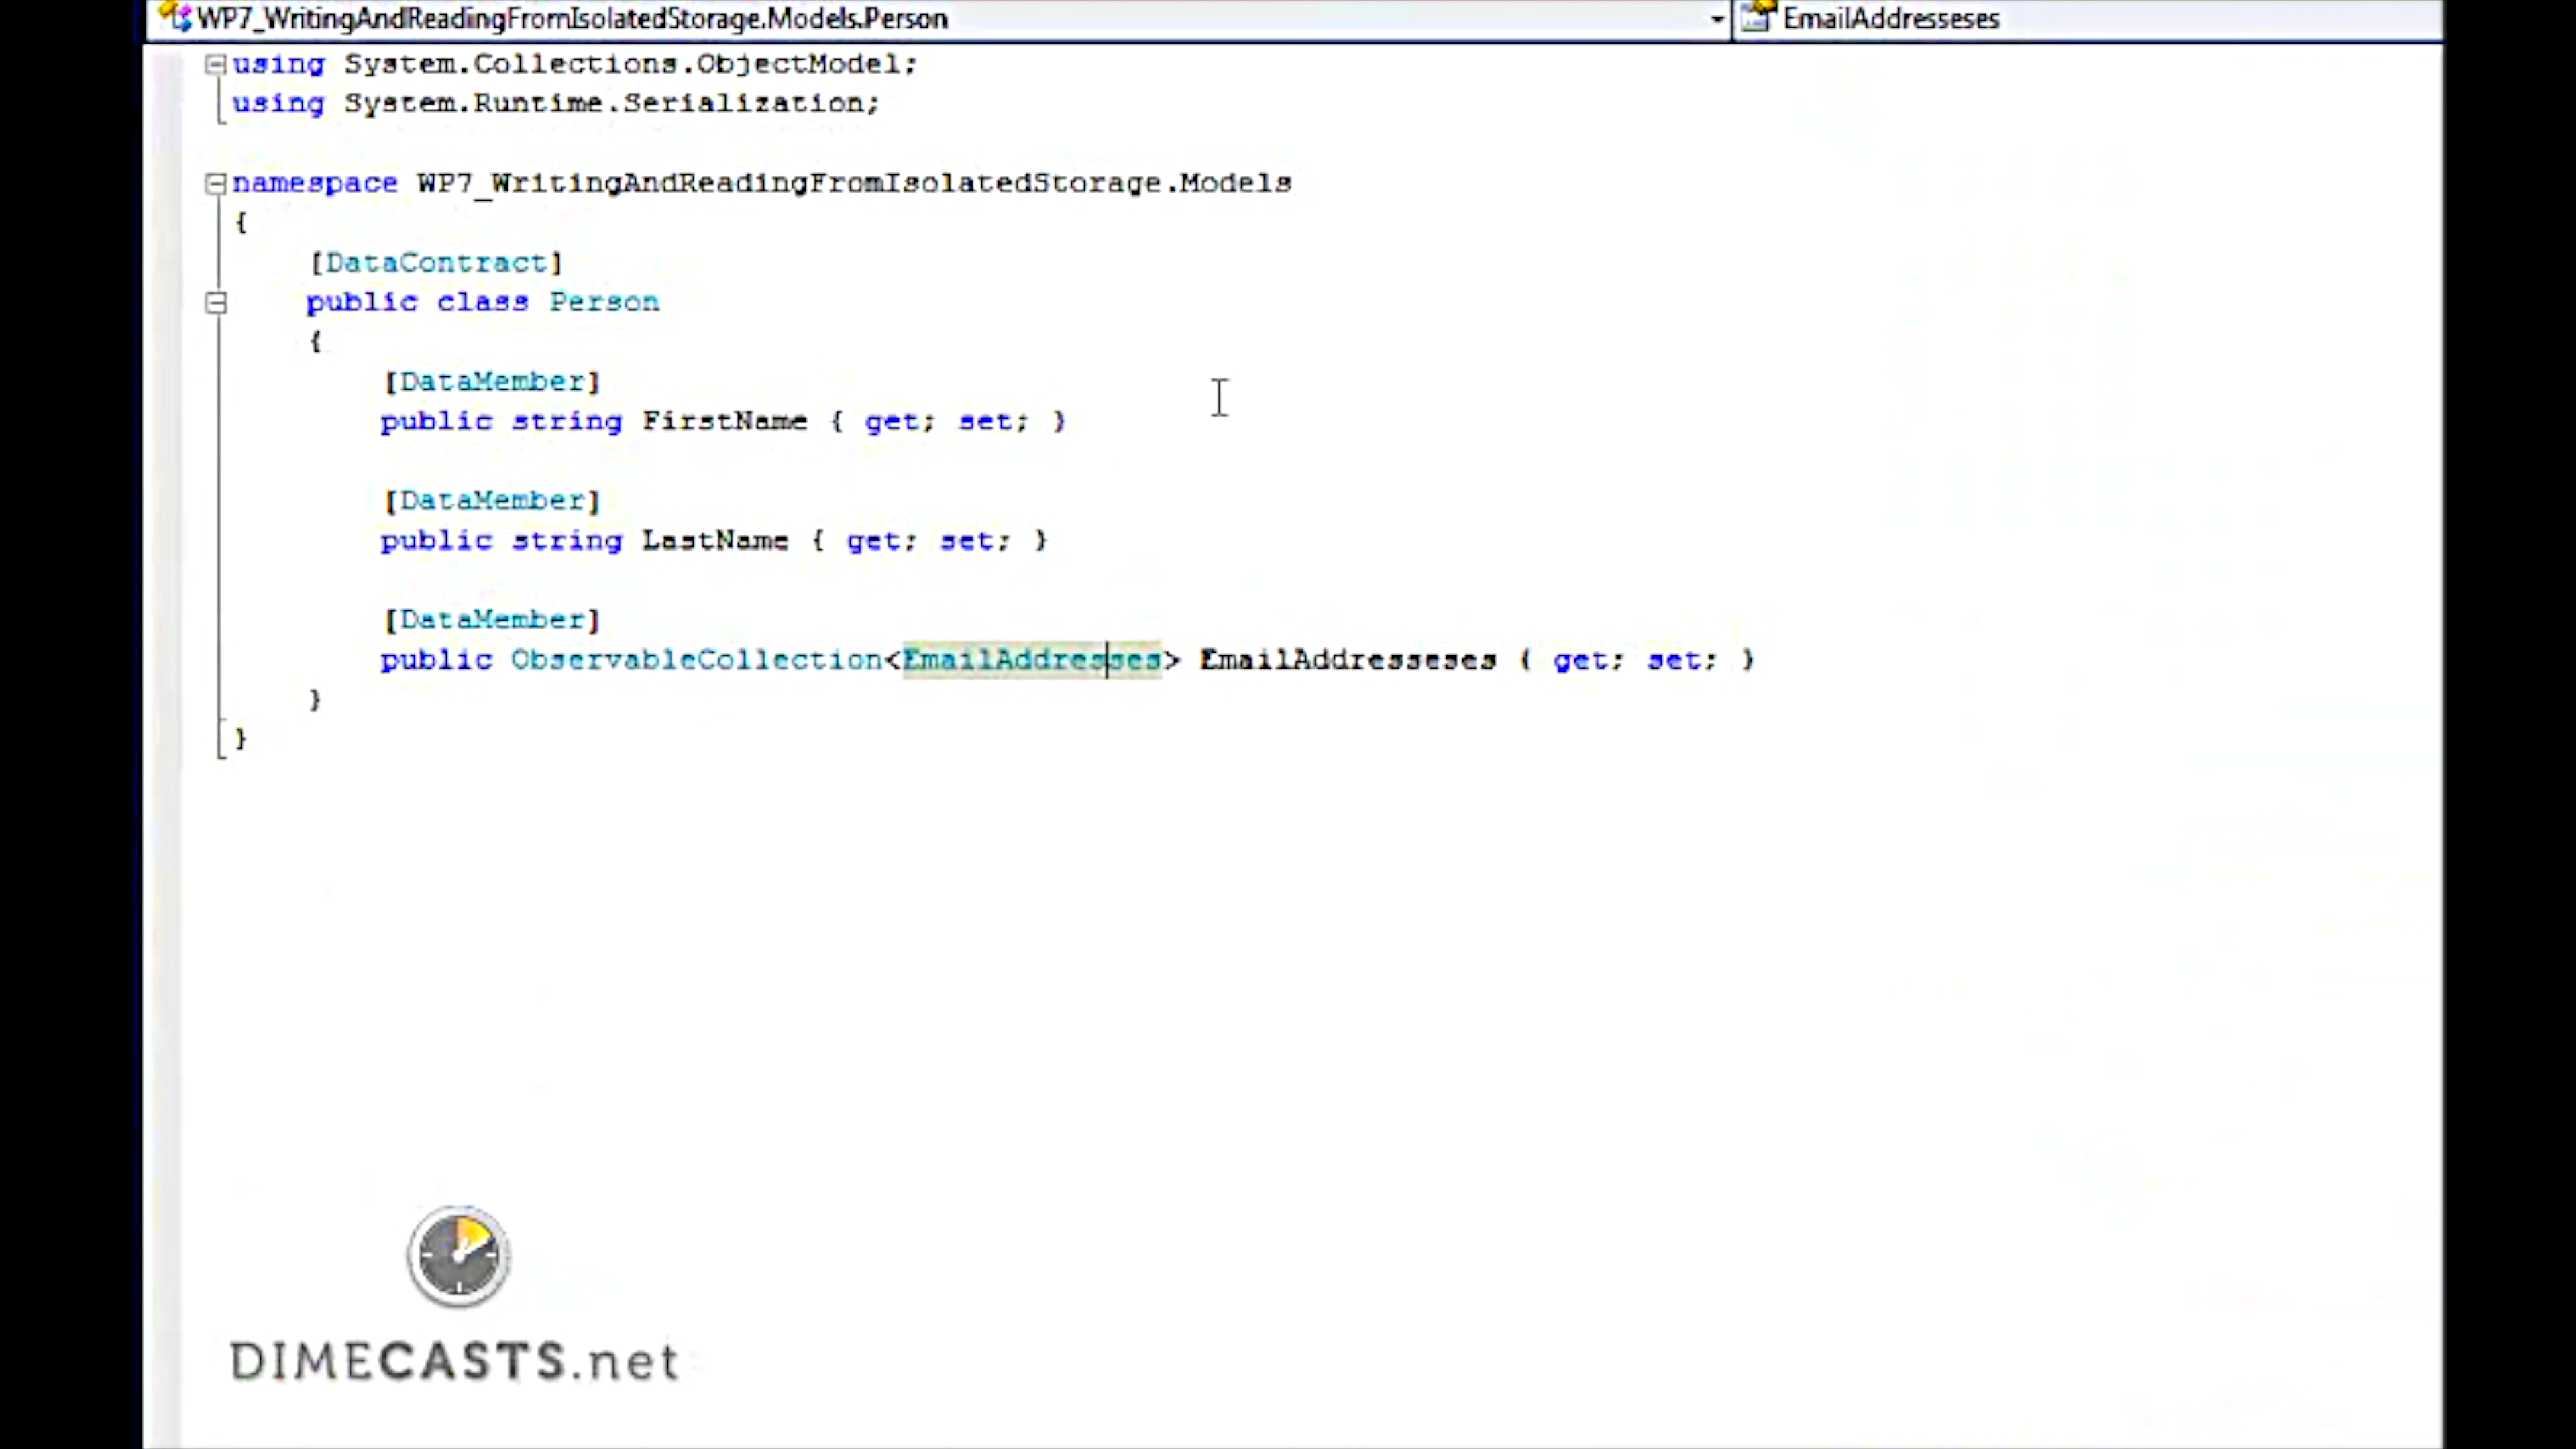 WP7_WritingAndReadingFromIsolatedStorage.Models.Person EmailAddresseses
using System.Collections.ObjectModel;
using System.Runtime.Serialization;
namespace WP7_WritingAndReadingFromIsolatedStorage.Models
{
[DataContract]
public class Person
{
[DataMember]
public string FirstName { get; set; }
[DataMember]
public string LastName { get; set; }
[DataMember]
public ObservableCollection<EmailAddresses> EmailAddresseses { get; set; }
}
}
DIMECASTS.net